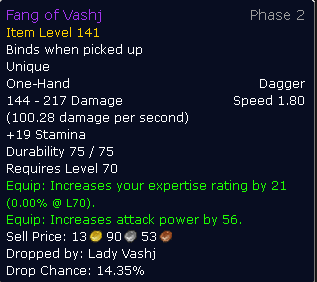 Fang of Vashj Phase 2
Item Level 141
Binds when picked up
Unique
One-Hand Dagger
144 - 217 Damage Speed 1.80
(100.28 damage per second)
+19 Stamina
Durability 75 / 75
Requires Level 70
Equip: Increases your expertise rating by 21
(0.00% @ L70).
Equip: Increases attack power by 56.
Sell Price: 13 90 53
Dropped by: Lady Vashj
Drop Chance: 14.35%